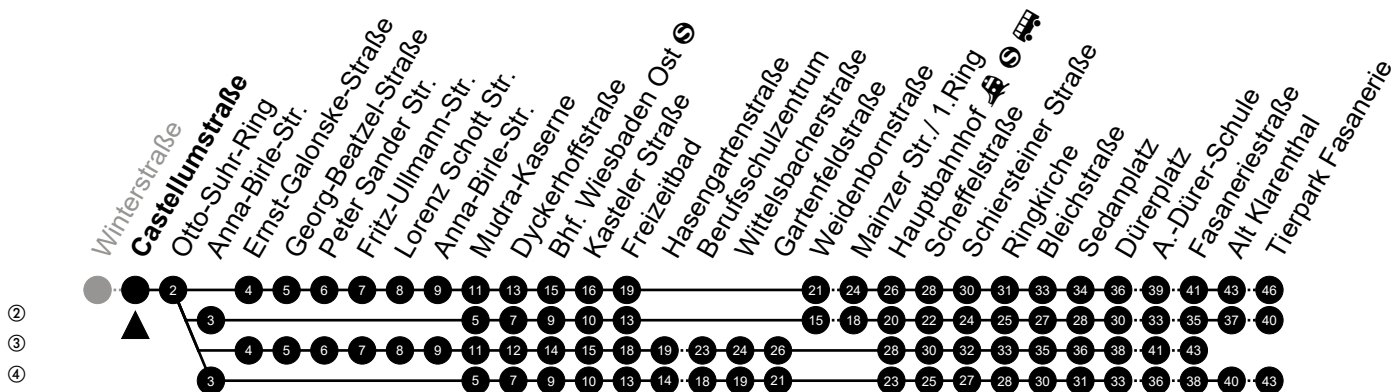 Winterstraße
Castellumstraße
Otto-Suhr-Ring
Anna-Birle-Str.
Ernst-Galonske-Straße
Georg-Beatzel-Straße
Peter Sander Str.
Fritz-Ullmann-Str.
Lorenz Schott Str.
Anna-Birle-Str.
Mudra-Kaserne
Dyckerhoffstraße
Bhf. Wiesbaden Ost S
Kasteler Straße
Freizeitbad
Hasengartenstraße
Berufsschulzentrum
Wittelsbacherstraße
Gartenfeldstraße
Weidenbornstraße
Mainzer Str./ 1.Ring
Hauptbahnhof S
Scheffelstraße
Schiersteiner Straße
Ringkirche
Bleichstraße
Sedanplatz
Dürerplatz
A.-Dürer-Schule
Fasaneriestraße
Alt Klarenthal
Tierpark Fasanerie
2 4 5 6 7 8 9 11 13 15 16 19 21 24 26 28 30 31 33 34 36 39 41 43 46
② 3 5 7 9 10 13 15 18 20 22 24 25 27 28 30 33 35 37 40
③ 4 5 6 7 8 9 11 12 14 15 18 19 23 24 26 28 30 32 33 35 36 38 41 43
④ 3 5 7 9 10 13 14 18 19 21 23 25 27 28 30 31 33 36 38 40 43